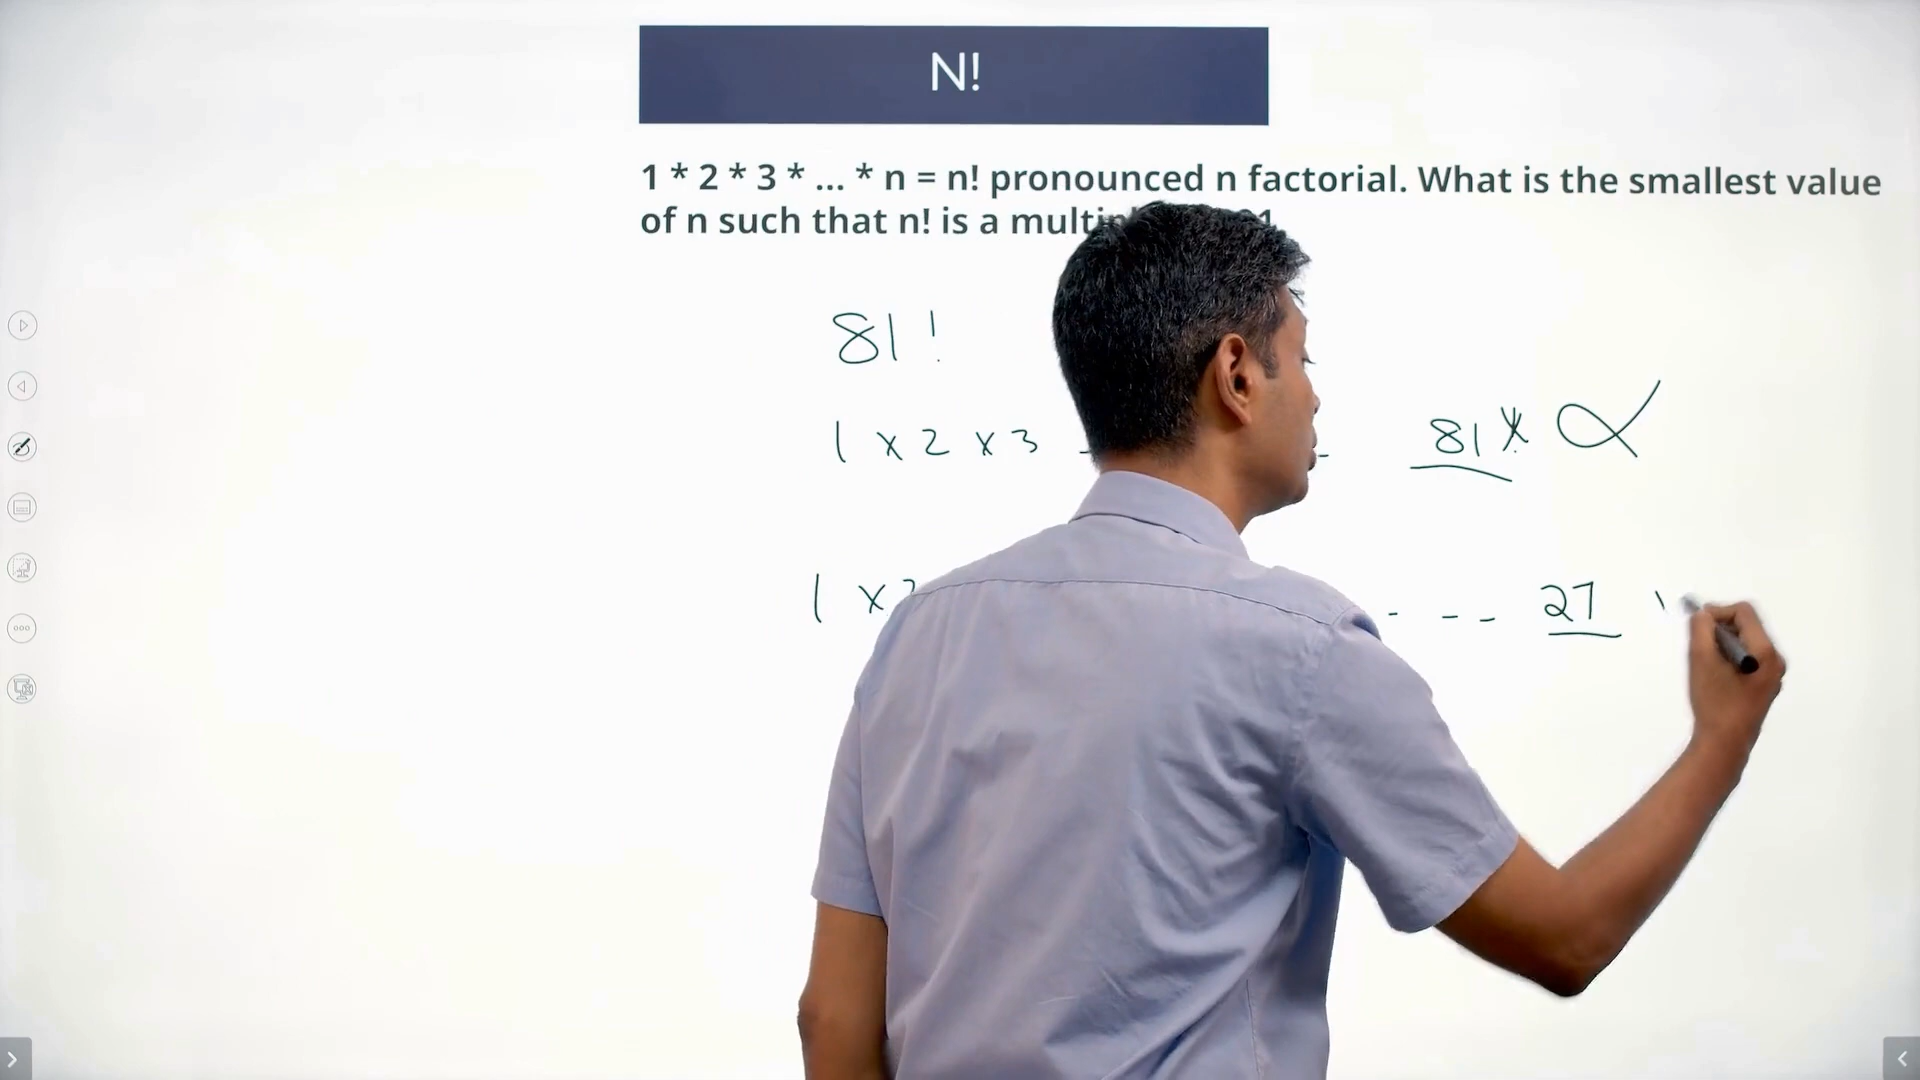 N!
1 * 2 * 3 * ... * n = n! pronounced n factorial. What is the smallest value
of n such that n! is a
81!
1 x 2 x 3 -
81 x
1 x 2
- - - 27